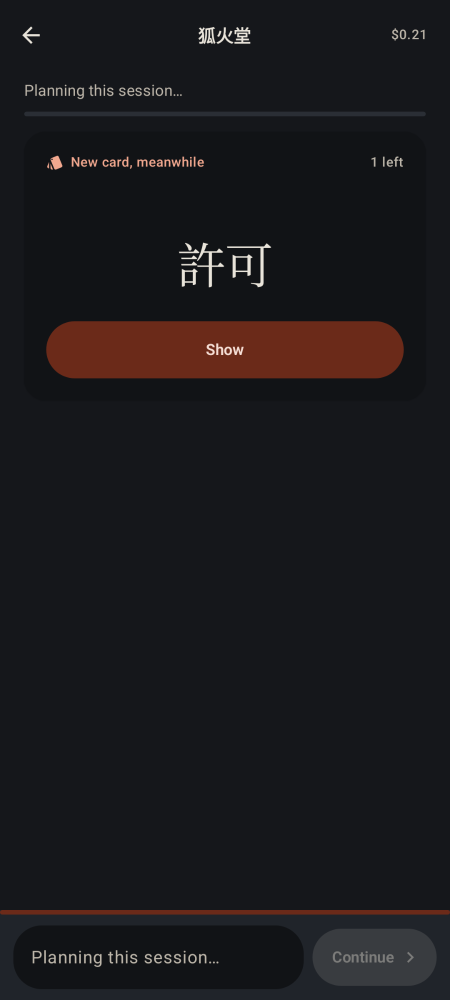 狐火堂
$0.21
Planning this session…
New card, meanwhile
1 left
許可
Show
Planning this session…
Continue